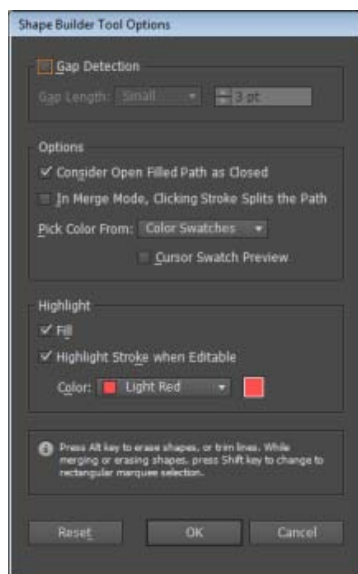 Shape Builder Tool Options
Gap Detection
Gap Length: Small 3 pt
Options
Consider Open Filled Path as Closed
In Merge Mode, Clicking Stroke Splits the Path
Pick Color From: Color Swatches
Cursor Swatch Preview
Highlight
Fill
Highlight Stroke when Editable
Color: Light Red
Press Alt key to erase shapes, or trim lines. While
merging or erasing shapes, press Shift key to change to
rectangular marquee selection.
Reset OK Cancel